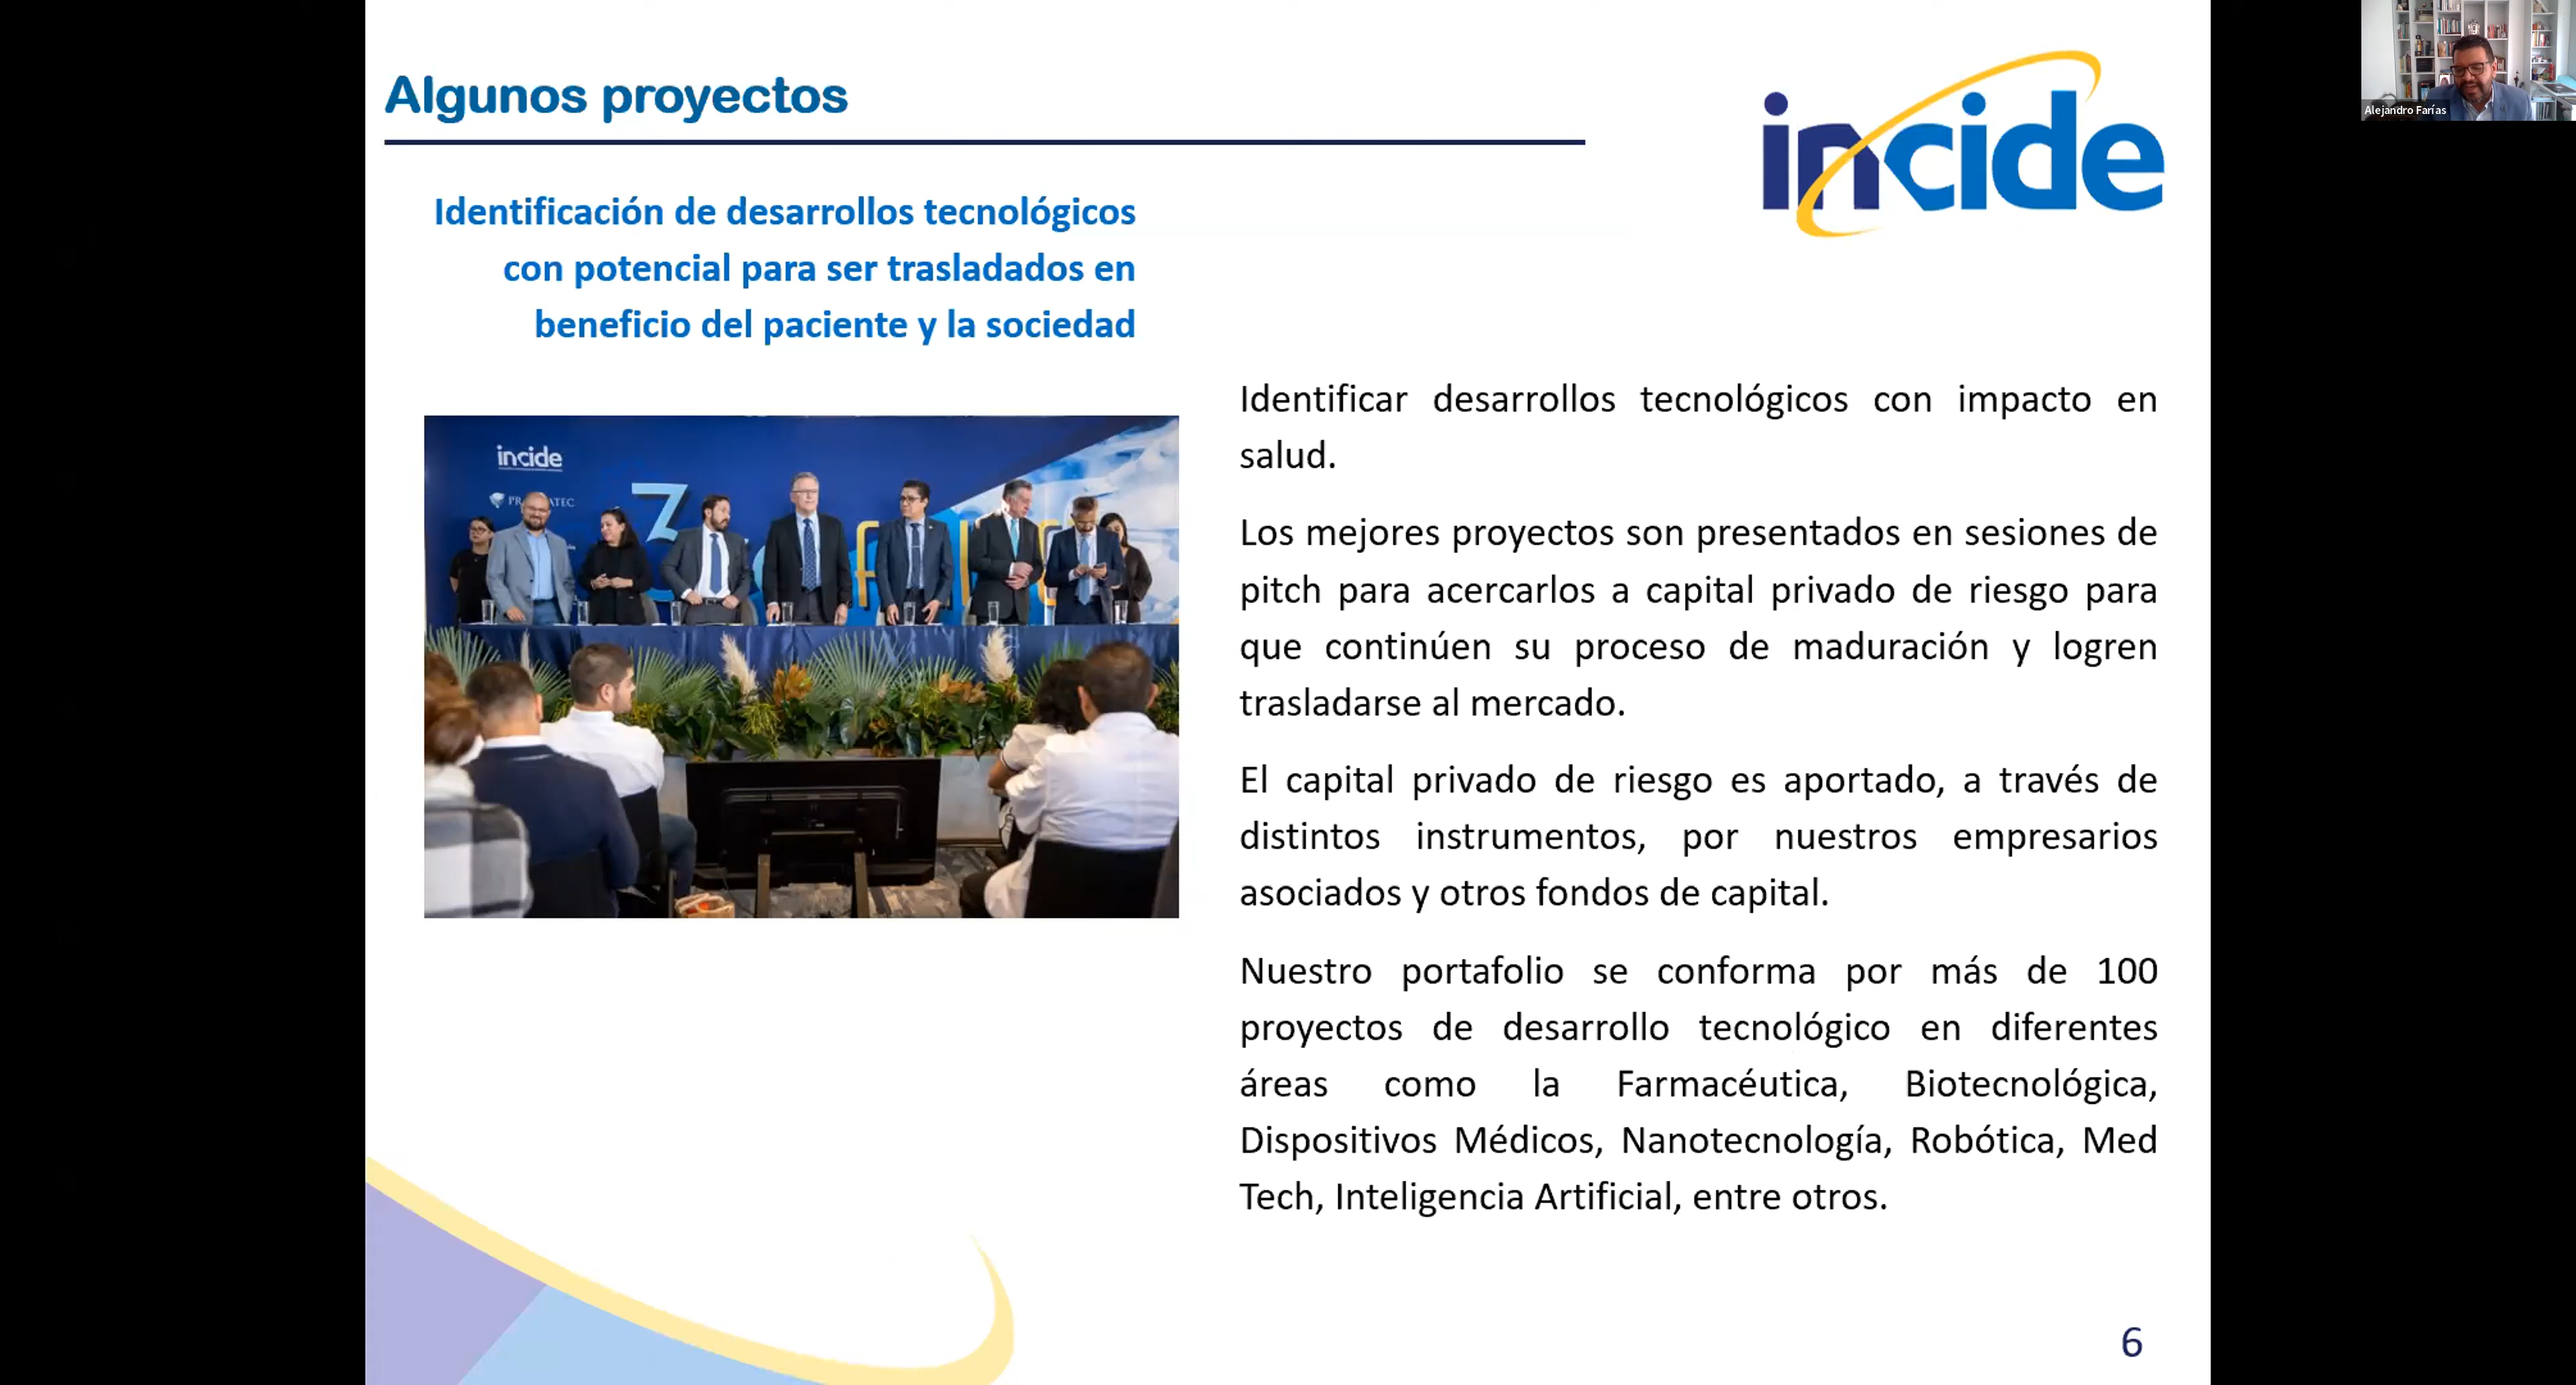 Algunos proyectos
incide
Alejandro Farías
Identificación de desarrollos tecnológicos
con potencial para ser trasladados en
beneficio del paciente y la sociedad
incide
Identificar desarrollos tecnológicos con impacto en
salud.
Los mejores proyectos son presentados en sesiones de
pitch para acercarlos a capital privado de riesgo para
que continúen su proceso de maduración y logren
trasladarse al mercado.
El capital privado de riesgo es aportado, a través de
distintos instrumentos, por nuestros empresarios
asociados y otros fondos de capital.
Nuestro portafolio se conforma por más de 100
proyectos de desarrollo tecnológico en diferentes
áreas como la Farmacéutica, Biotecnológica,
Dispositivos Médicos, Nanotecnología, Robótica, Med
Tech, Inteligencia Artificial, entre otros.
6